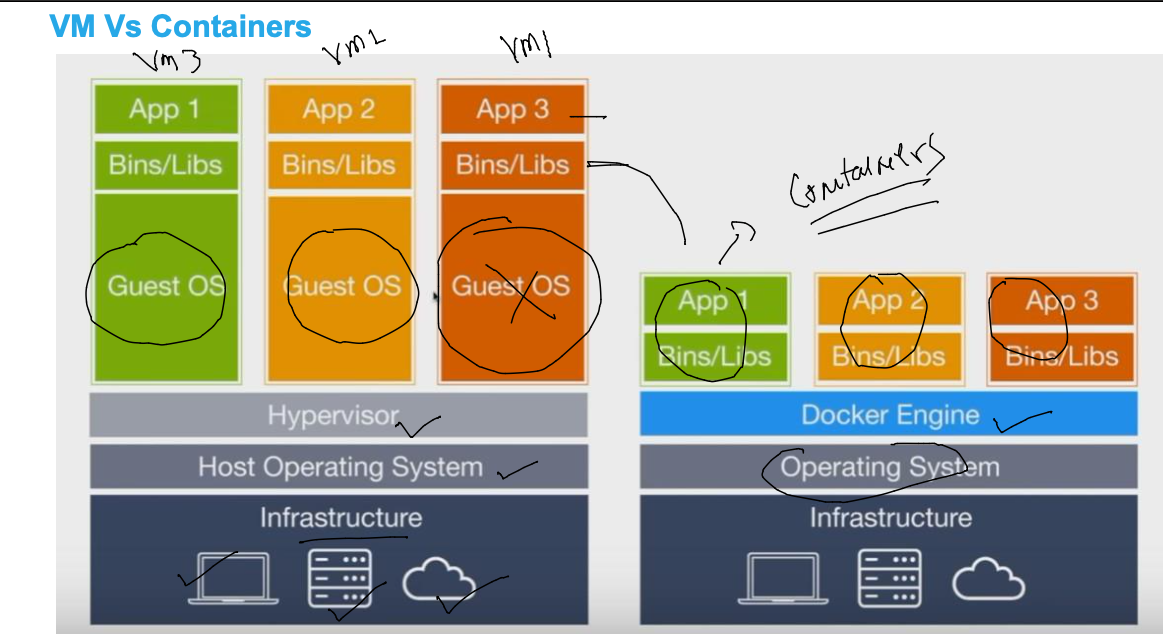 VM Vs Containers
Vm3 Vm2 Vm1
App 1 App 2 App 3
Bins/Libs Bins/Libs Bins/Libs
Containers
Guest OS Guest OS Guest OS
App 1 App 2 App 3
Bins/Libs Bins/Libs Bins/Libs
Hypervisor
Docker Engine
Host Operating System
Operating System
Infrastructure
Infrastructure